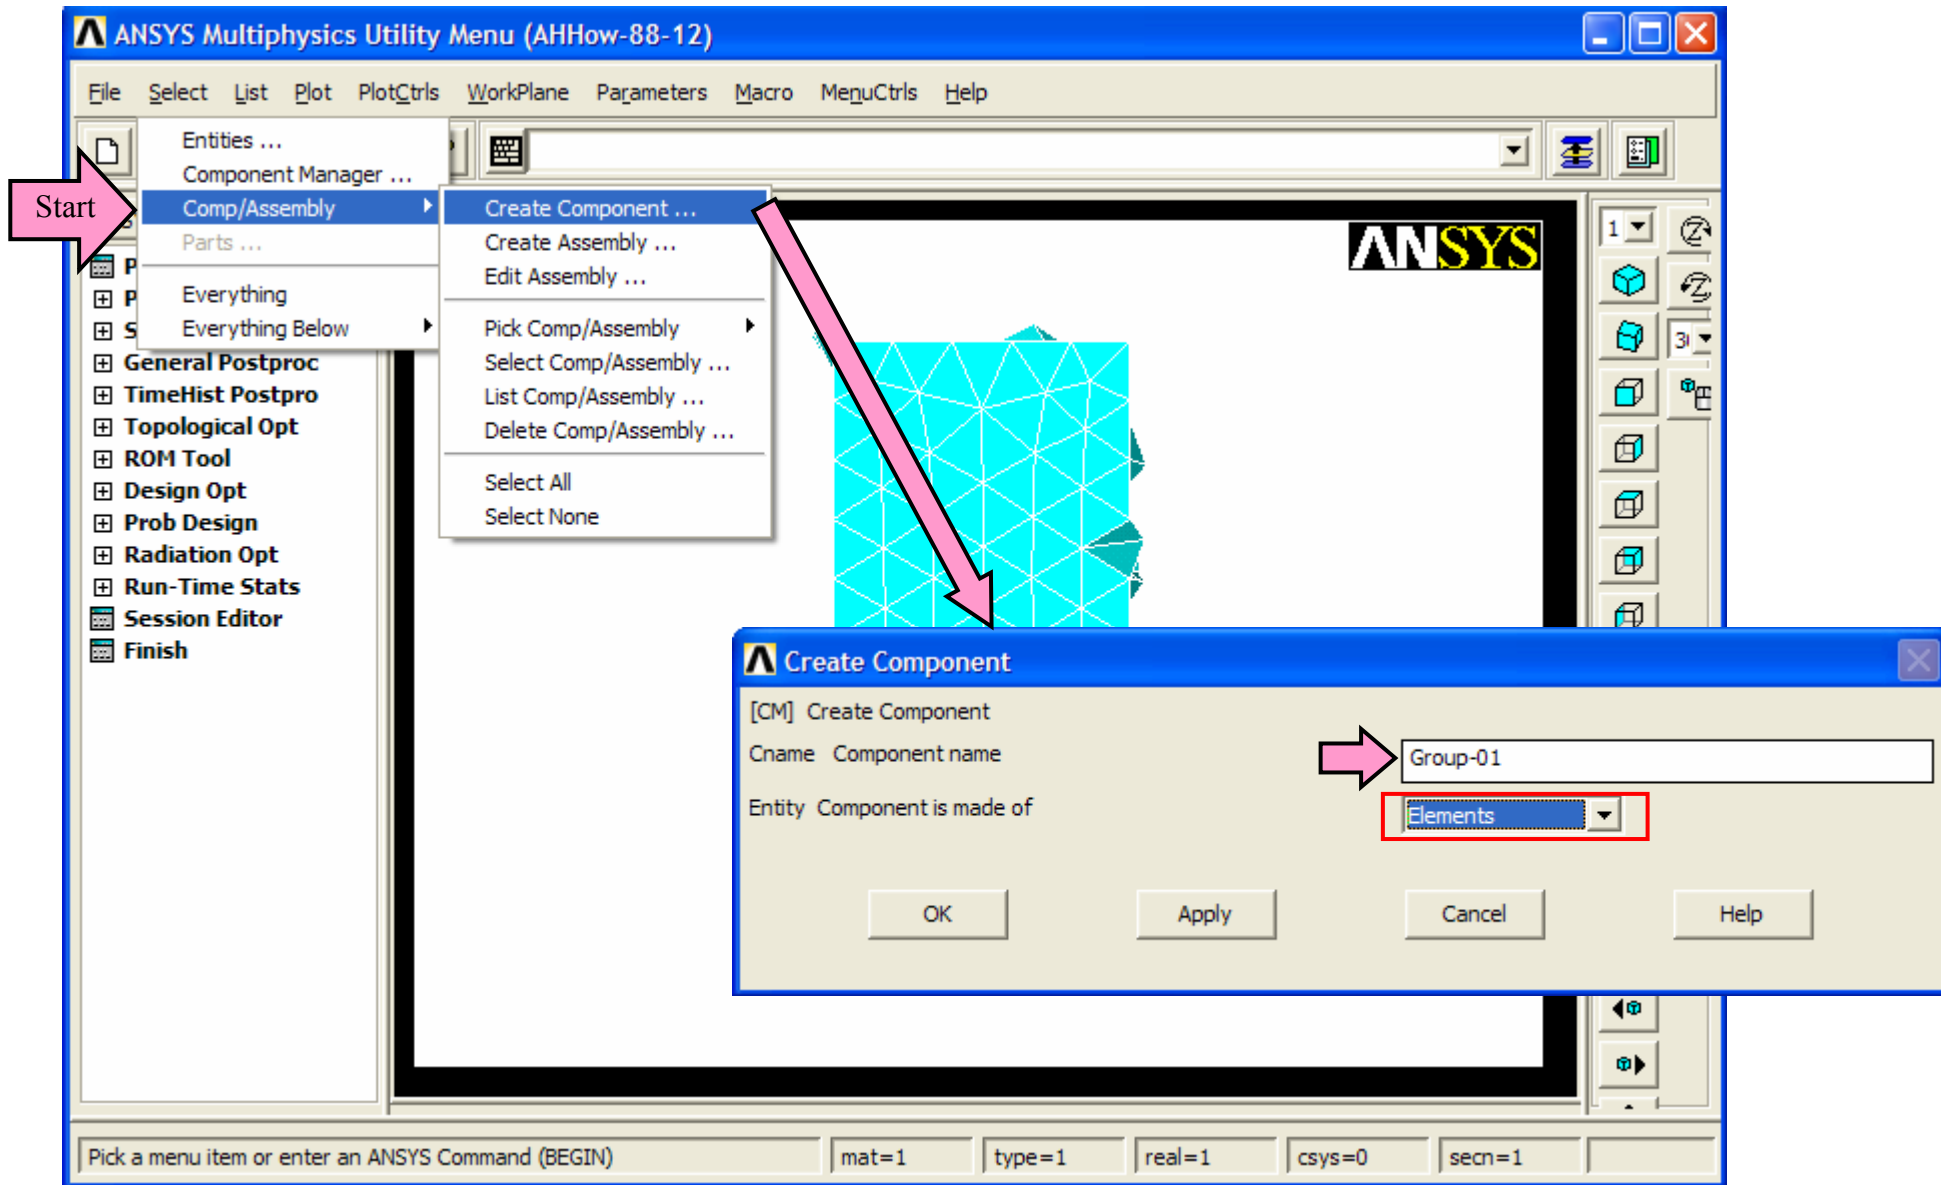 ANSYS Multiphysics Utility Menu (AHHow-88-12)
File Select List Plot PlotCtrls WorkPlane Parameters Macro MenuCtrls Help
Entities ...
Component Manager ...
Start
Comp/Assembly
Parts ...
Everything
Everything Below
Create Component ...
Create Assembly ...
Edit Assembly ...
Pick Comp/Assembly
Select Comp/Assembly ...
List Comp/Assembly ...
Delete Comp/Assembly ...
Select All
Select None
ANSYS
1
P
P
S
General Postproc
TimeHist Postpro
Topological Opt
ROM Tool
Design Opt
Prob Design
Radiation Opt
Run-Time Stats
Session Editor
Finish
Create Component
[CM] Create Component
Cname Component name
Group-01
Entity Component is made of
Elements
OK Apply Cancel Help
Pick a menu item or enter an ANSYS Command (BEGIN) mat=1 type=1 real=1 csys=0 secn=1